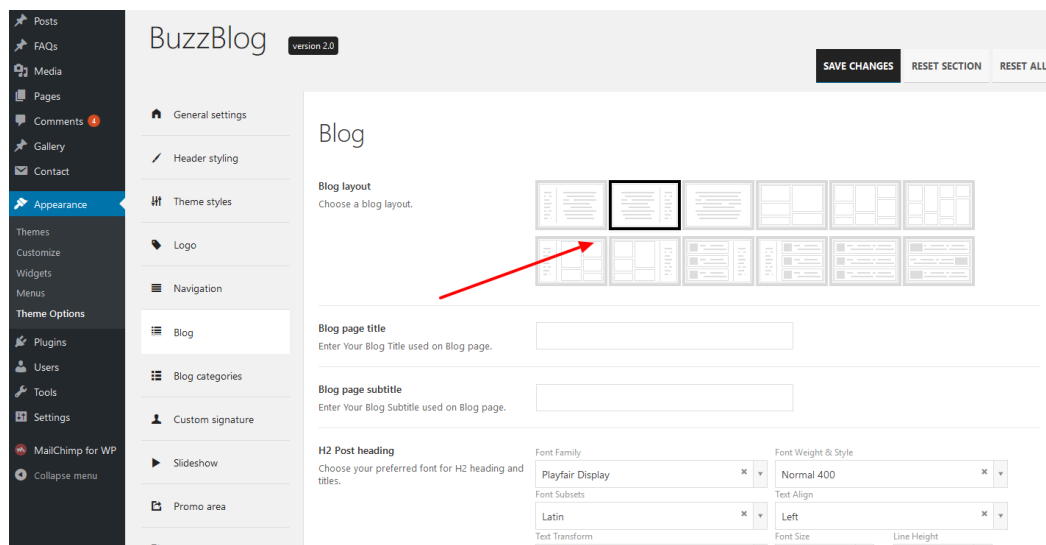 Posts
FAQs
Media
Pages
Comments 4
Gallery
Contact
Appearance
Themes
Customize
Widgets
Menus
Theme Options
Plugins
Users
Tools
Settings
MailChimp for WP
Collapse menu
BuzzBlog version 2.0
SAVE CHANGES RESET SECTION RESET ALL
General settings
Header styling
Theme styles
Logo
Navigation
Blog
Blog categories
Custom signature
Slideshow
Promo area
Blog
Blog layout
Choose a blog layout.
Blog page title
Enter Your Blog Title used on Blog page.
Blog page subtitle
Enter Your Blog Subtitle used on Blog page.
H2 Post heading
Choose your preferred font for H2 heading and
titles.
Font Family Font Weight & Style
Playfair Display Normal 400
Font Subsets Text Align
Latin Left
Text Transform Font Size Line Height